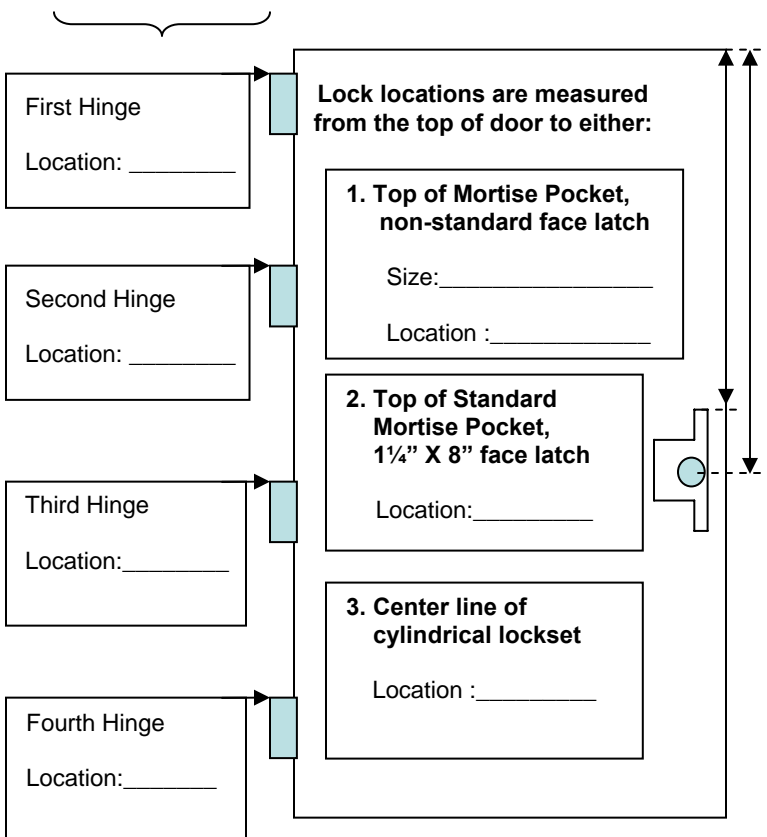 First Hinge
Location: ________
Second Hinge
Location: ________
Third Hinge
Location:________
Fourth Hinge
Location:_______
Lock locations are measured
from the top of door to either:
1. Top of Mortise Pocket,
non-standard face latch
Size:________________
Location :____________
2. Top of Standard
Mortise Pocket,
1¼” X 8” face latch
Location:_________
3. Center line of
cylindrical lockset
Location :_________